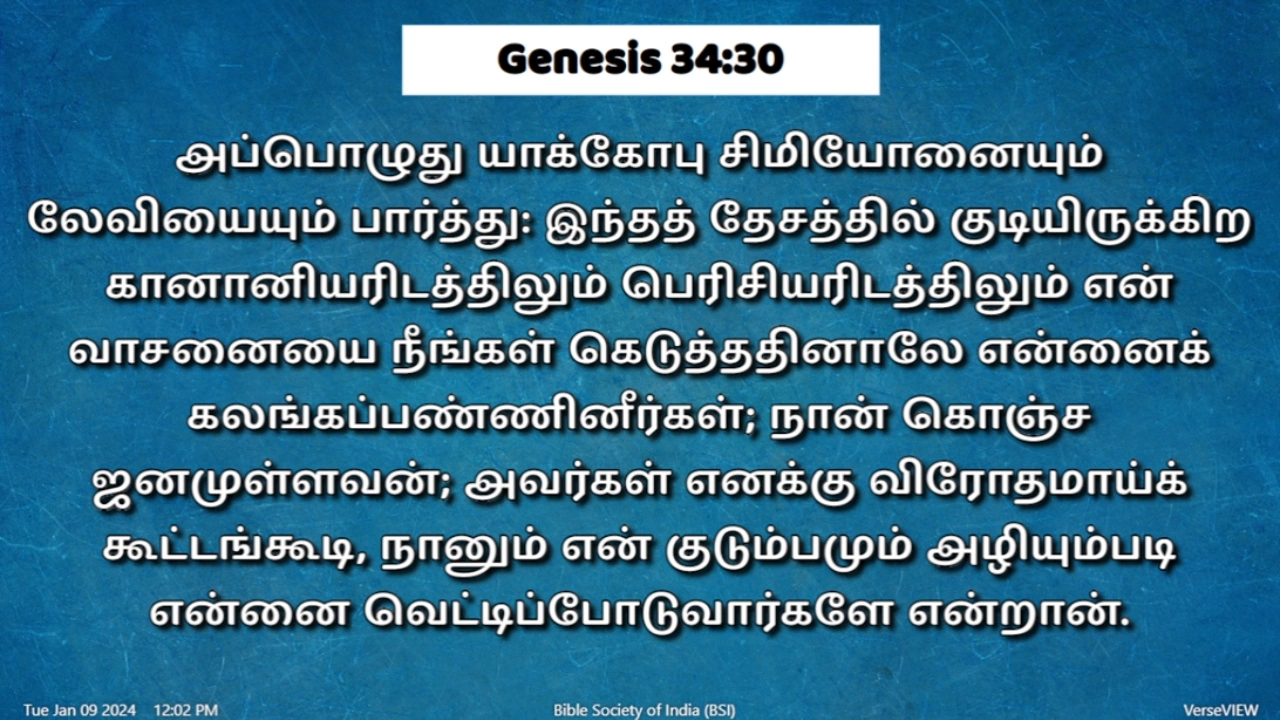 Genesis 34:30
அப்பொழுது யாக்கோபு சிமியோனையும்
லேவியையும் பார்த்து: இந்தத் தேசத்தில் குடியிருக்கிற
கானானியரிடத்திலும் பெரிசியரிடத்திலும் என்
வாசனையை நீங்கள் கெடுத்ததினாலே என்னைக்
கலங்கப்பண்ணினீர்கள்; நான் கொஞ்ச
ஜனமுள்ளவன்; அவர்கள் எனக்கு விரோதமாய்க்
கூட்டங்கூடி, நானும் என் குடும்பமும் அழியும்படி
என்னை வெட்டிப்போடுவார்களே என்றான்.
Tue Jan 09 2024 12:02 PM Bible Society of India (BSI) VerseVIEW